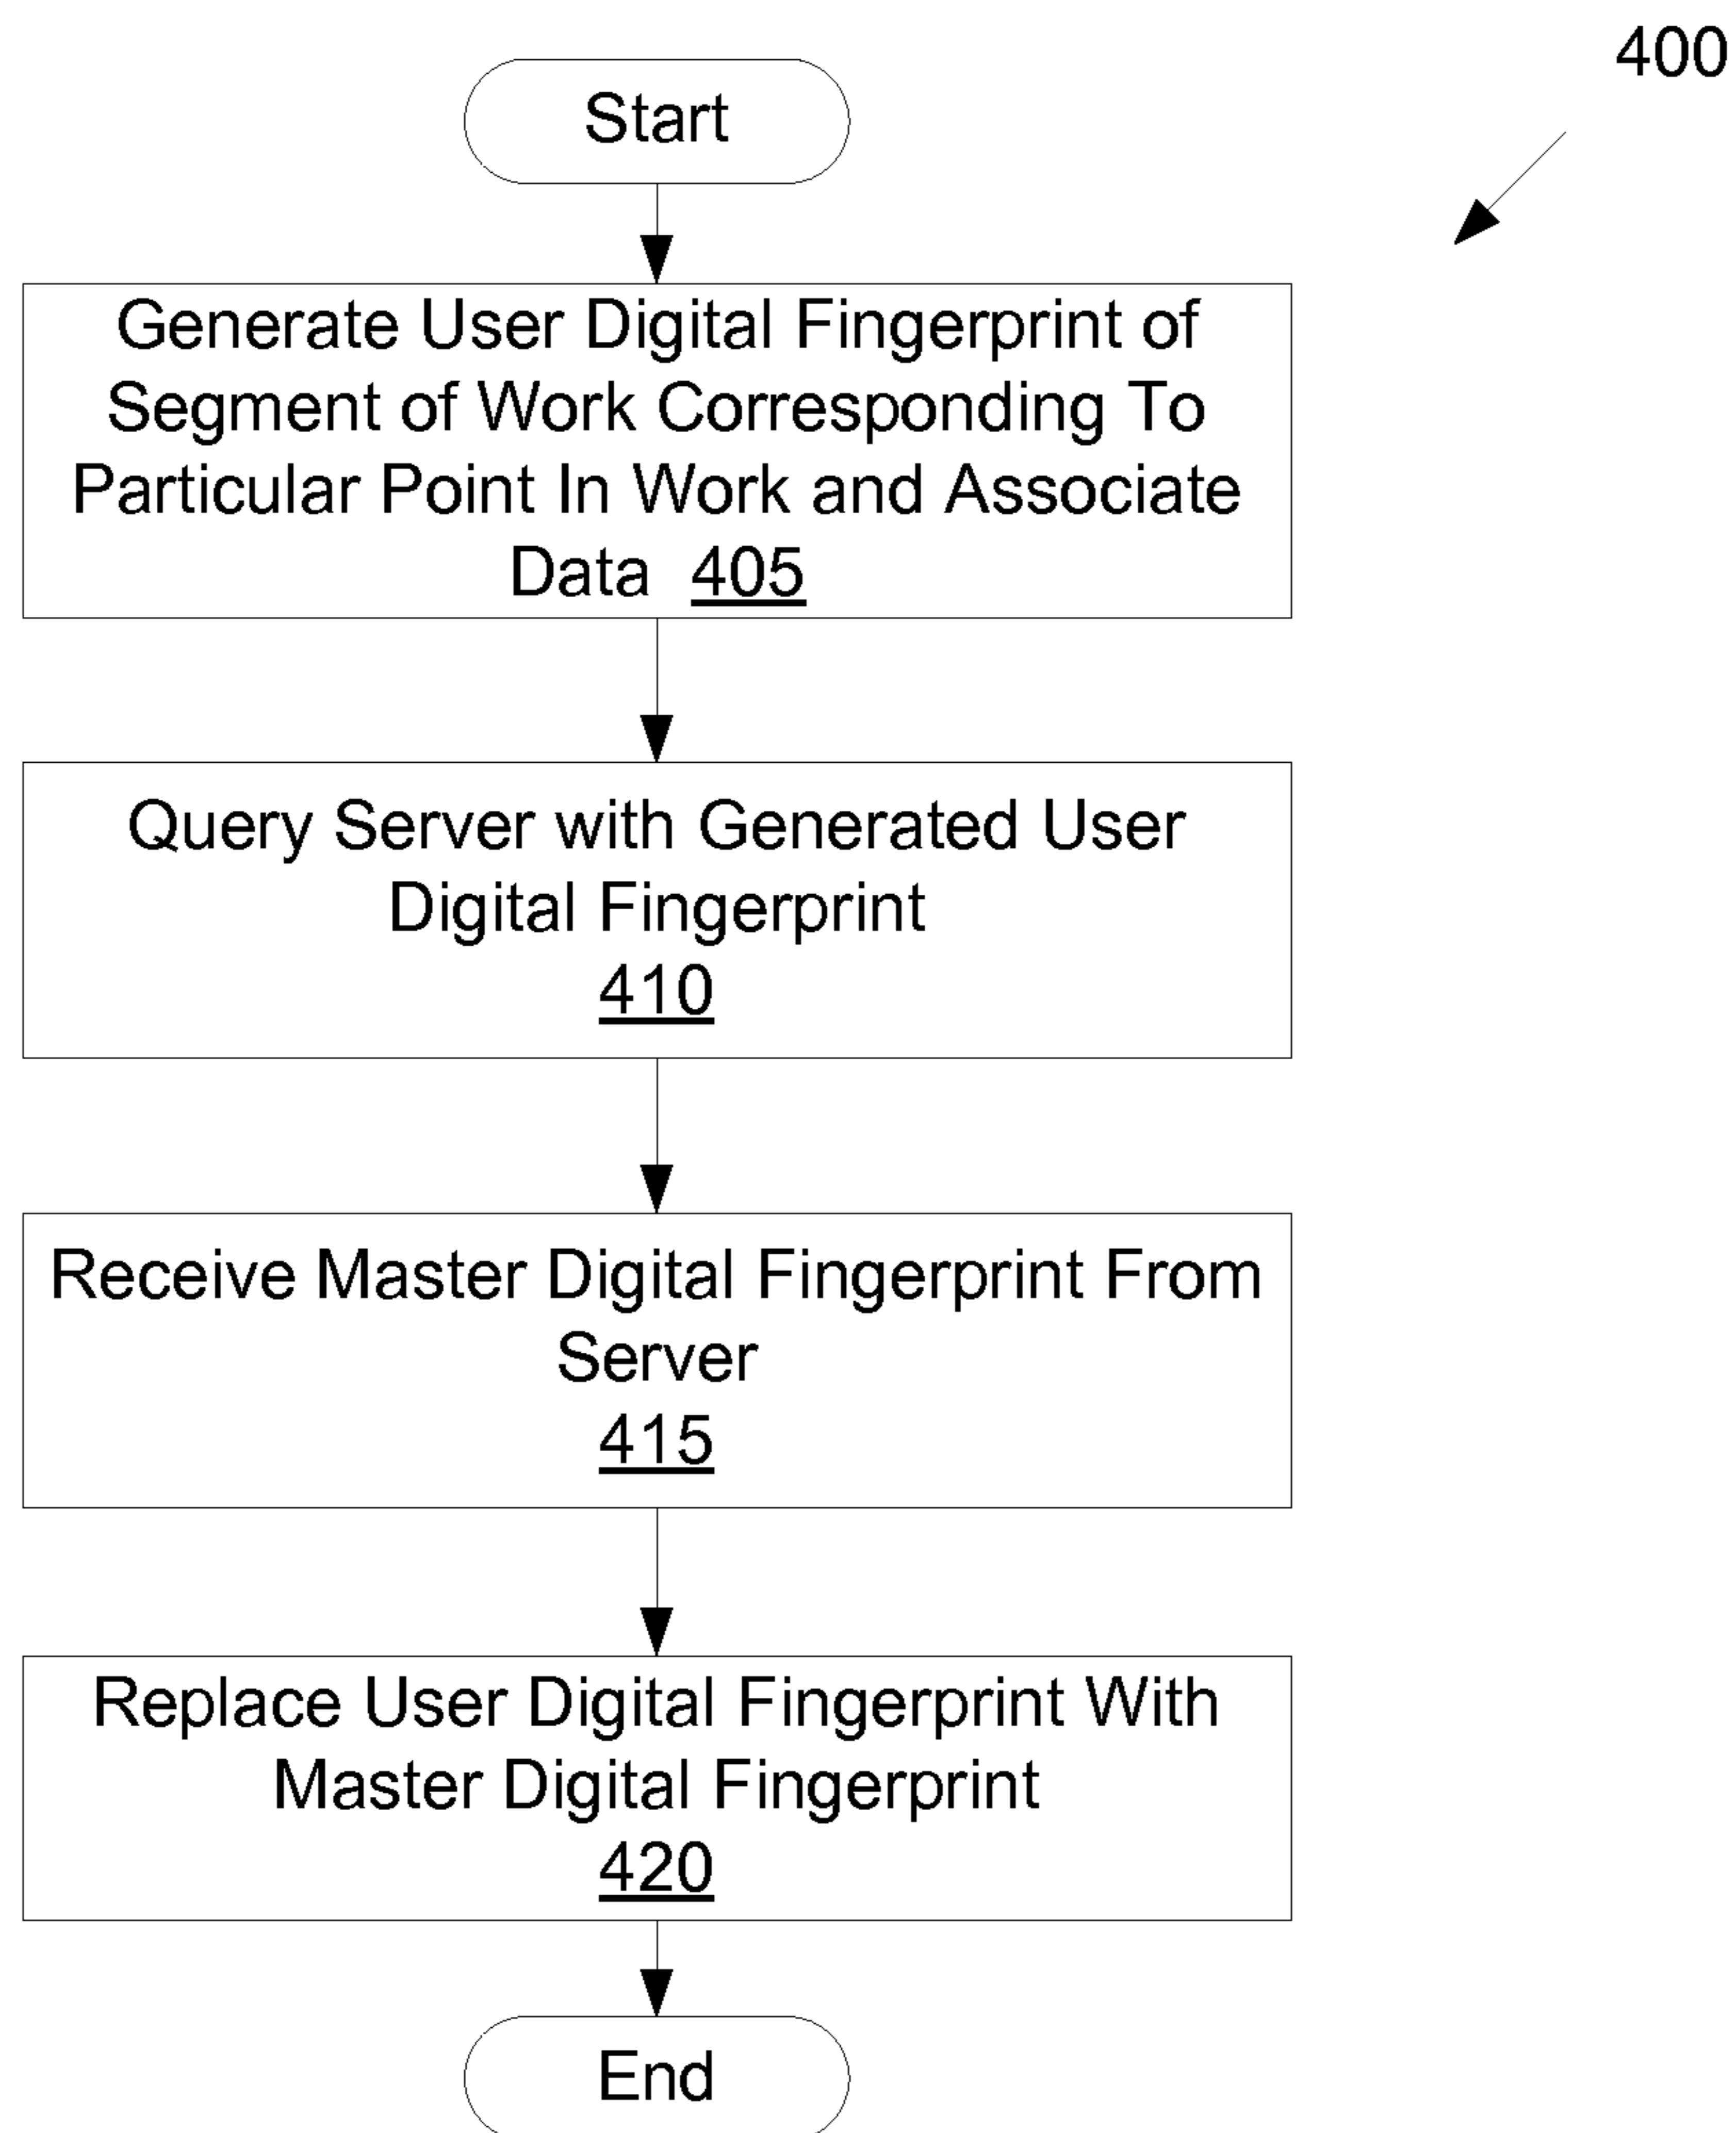 400
Start
Generate User Digital Fingerprint of
Segment of Work Corresponding To
Particular Point In Work and Associate
Data 405
Query Server with Generated User
Digital Fingerprint
410
Receive Master Digital Fingerprint From
Server
415
Replace User Digital Fingerprint With
Master Digital Fingerprint
420
End